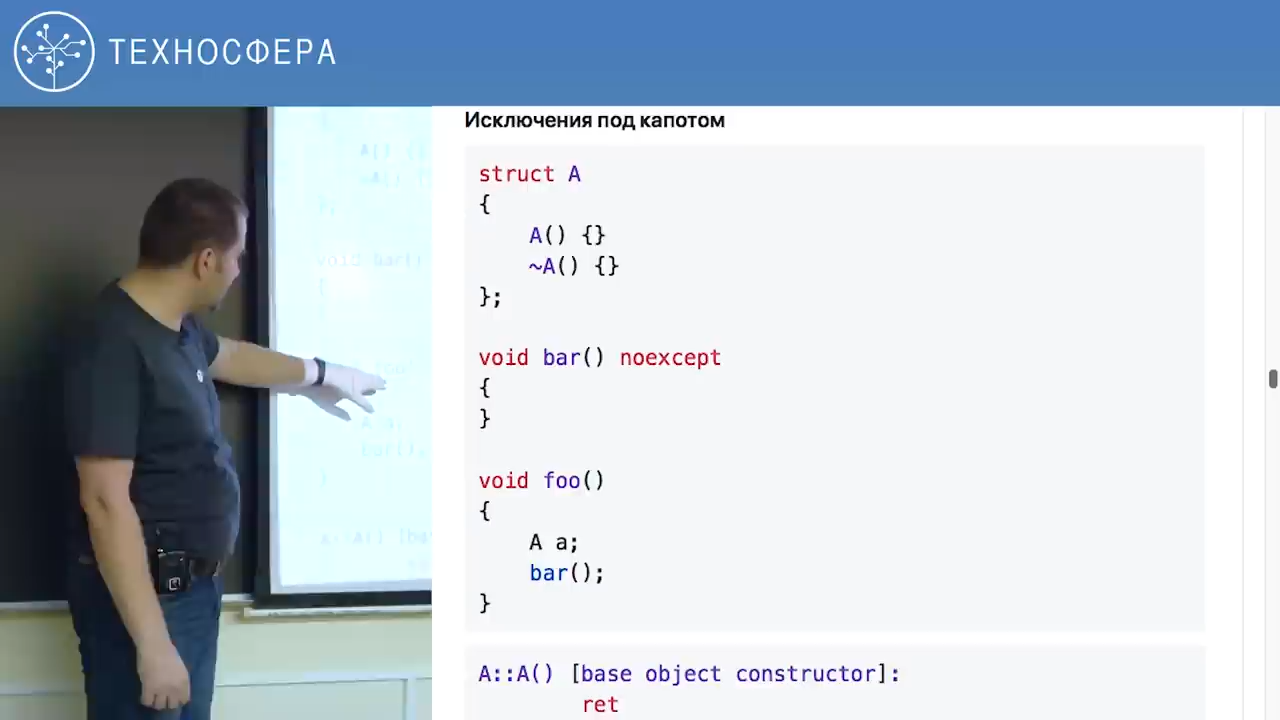 ТЕХНОСФЕРА
Исключения под капотом
struct A
{
    A() {}
    ~A() {}
};
void bar() noexcept
{
}
void foo()
{
    A a;
    bar();
}
A::A() [base object constructor]:
        ret